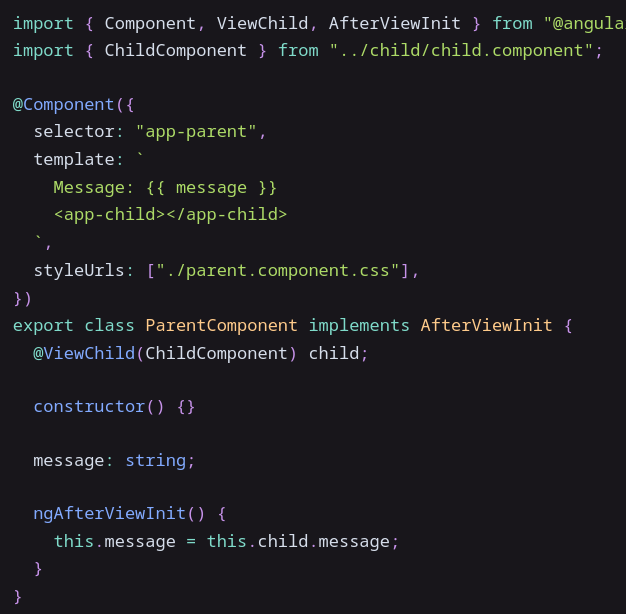 import { Component, ViewChild, AfterViewInit } from "@angula
import { ChildComponent } from "../child/child.component";
@Component({
  selector: "app-parent",
  template: `
    Message: {{ message }}
    <app-child></app-child>
  `,
  styleUrls: ["./parent.component.css"],
})
export class ParentComponent implements AfterViewInit {
  @ViewChild(ChildComponent) child;
  constructor() {}
  message: string;
  ngAfterViewInit() {
    this.message = this.child.message;
  }
}